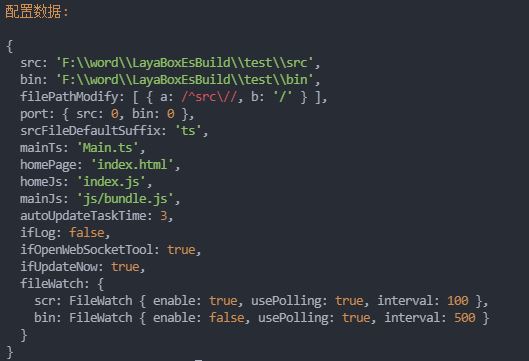 配置数据：
{
  src: 'F:\\word\\LayaBoxEsBuild\\test\\src',
  bin: 'F:\\word\\LayaBoxEsBuild\\test\\bin',
  filePathModify: [ { a: /^src\//, b: '/' } ],
  port: { src: 0, bin: 0 },
  srcFileDefaultSuffix: 'ts',
  mainTs: 'Main.ts',
  homePage: 'index.html',
  homeJs: 'index.js',
  mainJs: 'js/bundle.js',
  autoUpdateTaskTime: 3,
  ifLog: false,
  ifOpenWebSocketTool: true,
  ifUpdateNow: true,
  fileWatch: {
    scr: FileWatch { enable: true, usePolling: true, interval: 100 },
    bin: FileWatch { enable: false, usePolling: true, interval: 500 }
  }
}